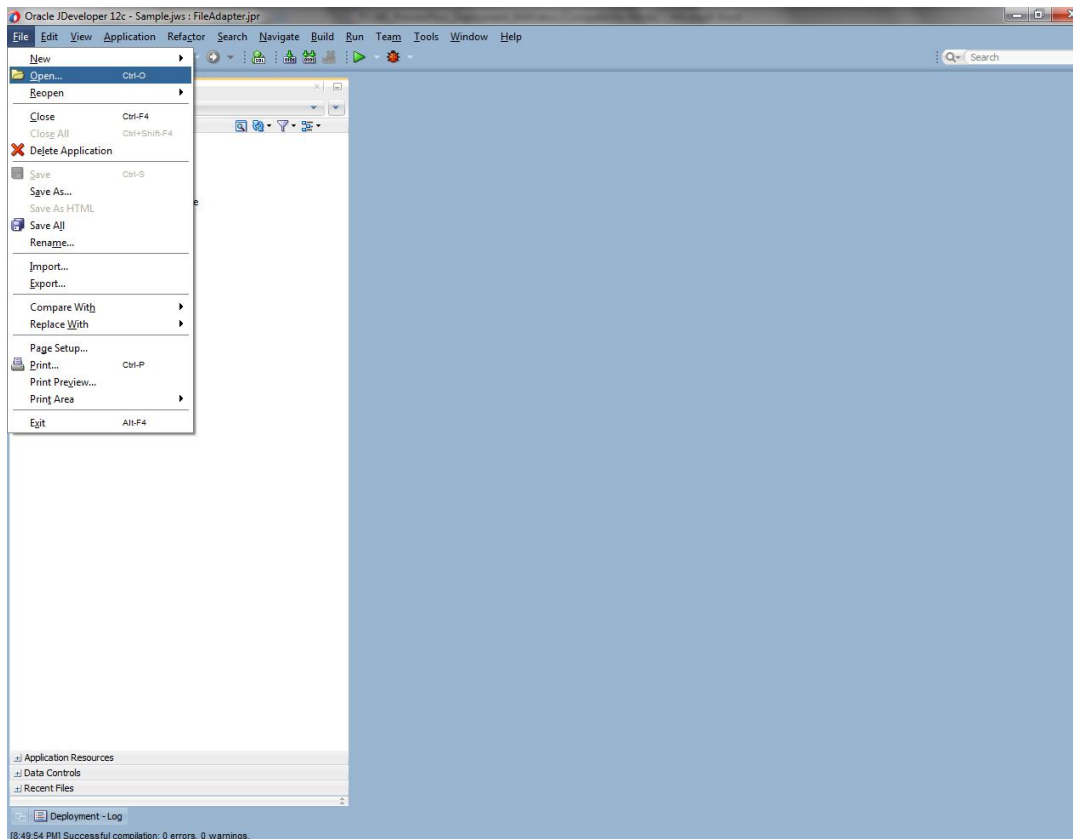 Oracle JDeveloper 12c - Sample.jws : FileAdapter.jpr
File Edit View Application Refactor Search Navigate Build Run Team Tools Window Help
New
Search
Open... Ctrl-O
Reopen
Close Ctrl-F4
Close All Ctrl+Shift-F4
Delete Application
Save Ctrl-S
Save As...
e
Save As HTML
Save All
Rename...
Import...
Export...
Compare With
Replace With
Page Setup...
Print... Ctrl-P
Print Preview...
Print Area
Exit Alt-F4
Application Resources
Data Controls
Recent Files
Deployment - Log
[8:49:54 PM] Successful compilation: 0 errors, 0 warnings.